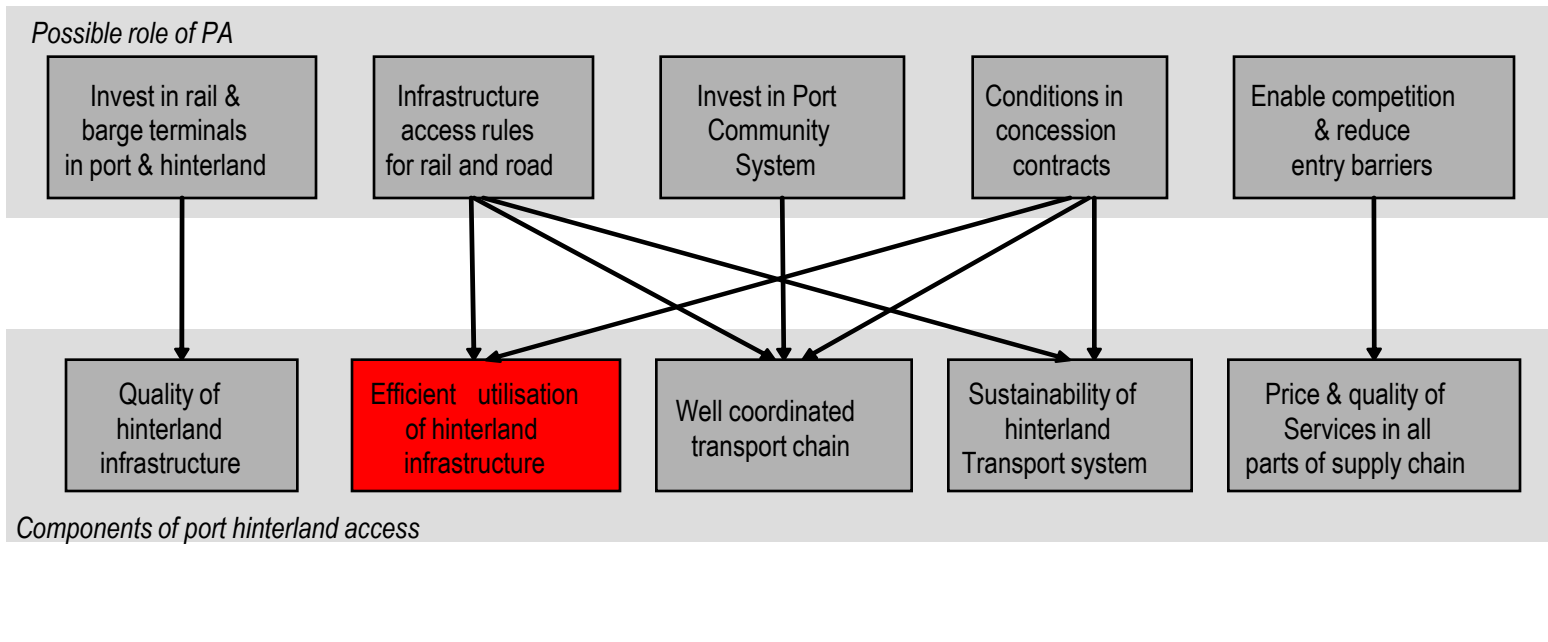 Possible role of PA
Invest in rail &
barge terminals
in port & hinterland
Infrastructure
access rules
for rail and road
Invest in Port
Community
System
Conditions in
concession
contracts
Enable competition
& reduce
entry barriers
Quality of
hinterland
infrastructure
Efficient utilisation
of hinterland
infrastructure
Well coordinated
transport chain
Sustainability of
hinterland
Transport system
Price & quality of
Services in all
parts of supply chain
Components of port hinterland access